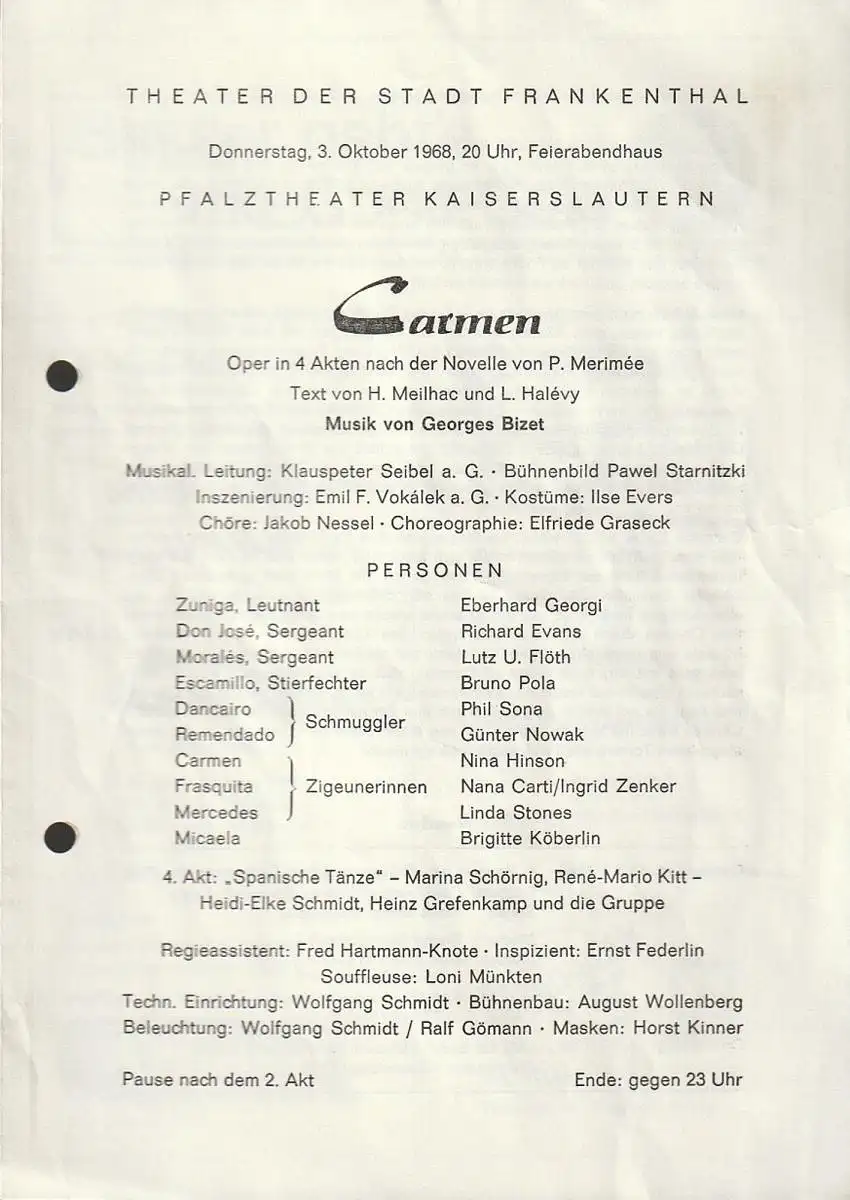 THEATER DER STADT FRANKENTHAL
Donnerstag, 3. Oktober 1968, 20 Uhr, Feierabendhaus
PFALZTHEATER KAISERSLAUTERN
Carmen
Oper in 4 Akten nach der Novelle von P. Merimée
Text von H. Meilhac und L. Halévy
Musik von Georges Bizet
Musikal. Leitung: Klauspeter Seibel a. G. · Bühnenbild Pawel Starnitzki
Inszenierung: Emil F. Vokálek a. G. · Kostüme: Ilse Evers
Chöre: Jakob Nessel · Choreographie: Elfriede Graseck
PERSONEN
Zuniga, Leutnant Eberhard Georgi
Don José, Sergeant Richard Evans
Moralés, Sergeant Lutz U. Flöth
Escamillo, Stierfechter Bruno Pola
Dancairo Phil Sona
Schmuggler
Remendado Günter Nowak
Carmen Nina Hinson
Frasquita Zigeunerinnen Nana Carti/Ingrid Zenker
Mercedes Linda Stones
Micaela Brigitte Köberlin
4. Akt: „Spanische Tänze“ – Marina Schörnig, René-Mario Kitt –
Heidi-Elke Schmidt, Heinz Grefenkamp und die Gruppe
Regieassistent: Fred Hartmann-Knote · Inspizient: Ernst Federlin
Souffleuse: Loni Münkten
Techn. Einrichtung: Wolfgang Schmidt · Bühnenbau: August Wollenberg
Beleuchtung: Wolfgang Schmidt / Ralf Gömann · Masken: Horst Kinner
Pause nach dem 2. Akt Ende: gegen 23 Uhr